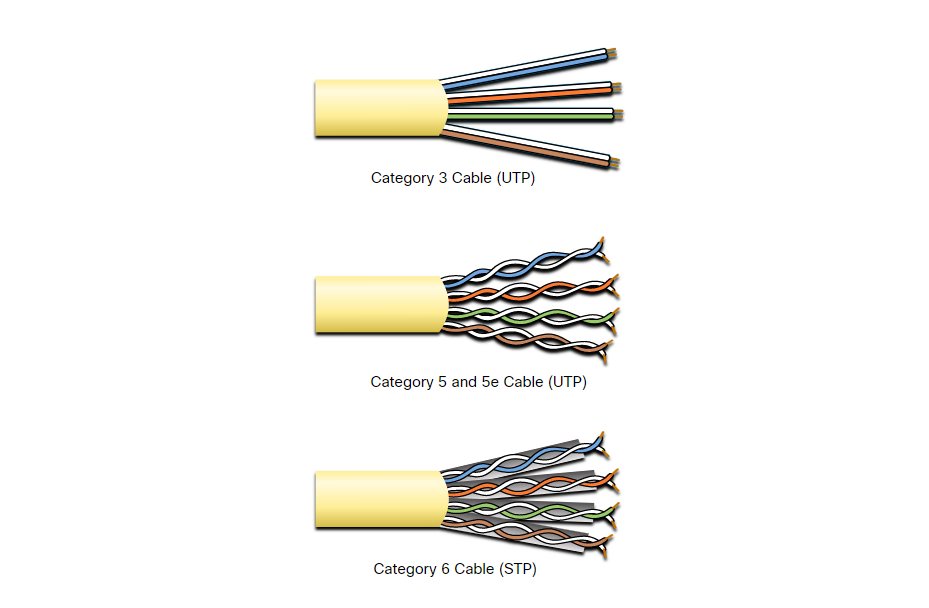 Category 3 Cable (UTP)
Category 5 and 5e Cable (UTP)
Category 6 Cable (STP)